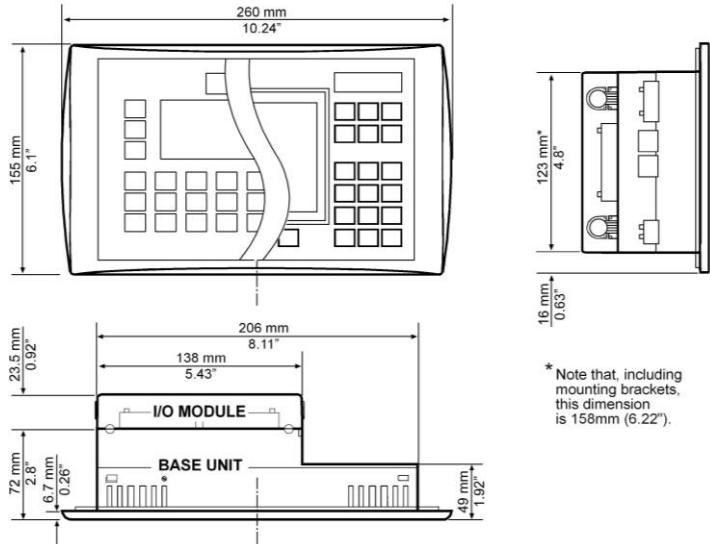 260 mm
10.24"
155 mm
6.1"
123 mm*
4.8"
16 mm
0.63"
206 mm
8.11"
138 mm
5.43"
23.5 mm
0.92"
I/O MODULE
BASE UNIT
72 mm
2.8"
6.7 mm
0.26"
49 mm
1.92"
* Note that, including
mounting brackets,
this dimension
is 158mm (6.22").